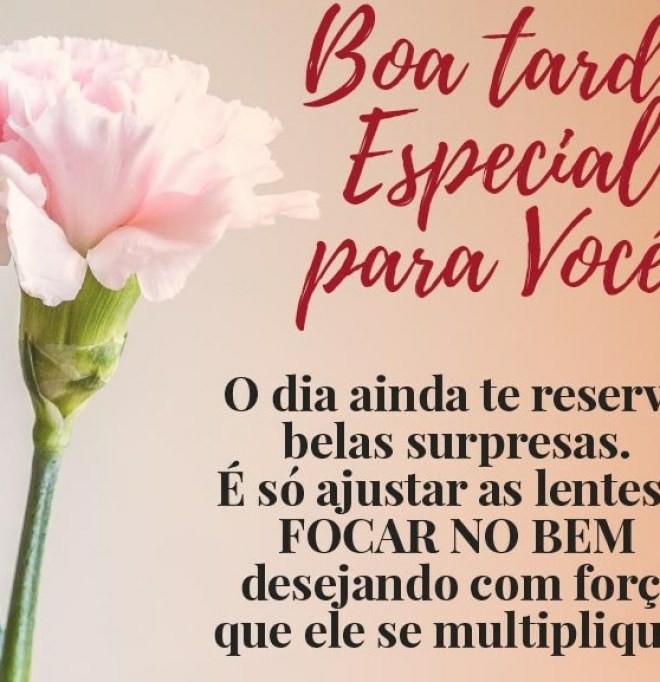 Boa tard
Especial
para Você
O dia ainda te reserv
belas surpresas.
É só ajustar as lentes
FOCAR NO BEM
desejando com forç
que ele se multipliqu